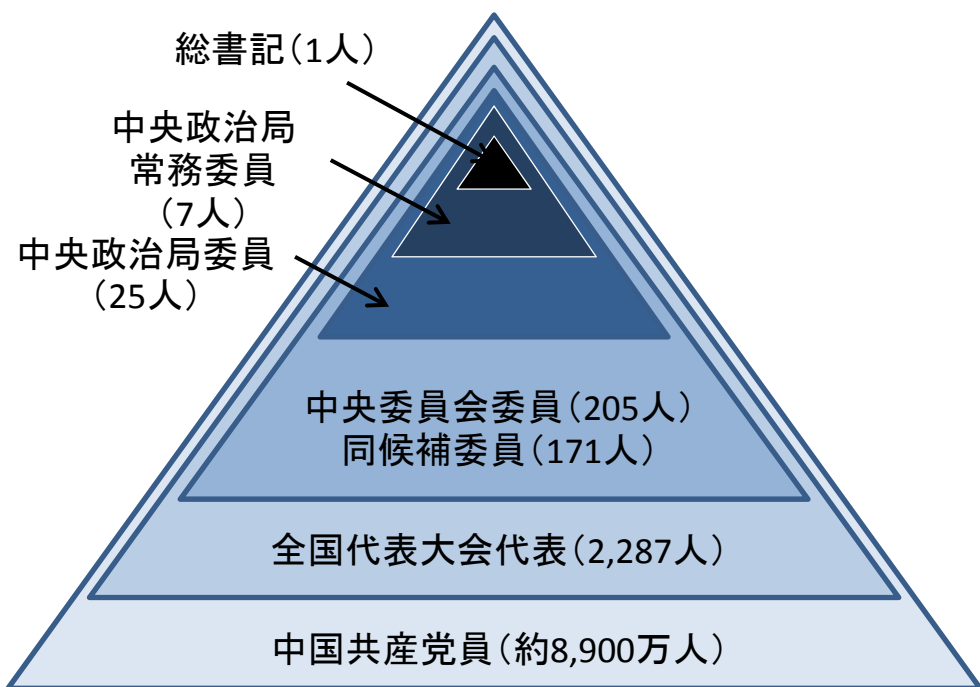 総書記（1人）
中央政治局
常務委員
（7人）
中央政治局委員
（25人）
中央委員会委員（205人）
同候補委員（171人）
全国代表大会代表（2,287人）
中国共産党員（約8,900万人）